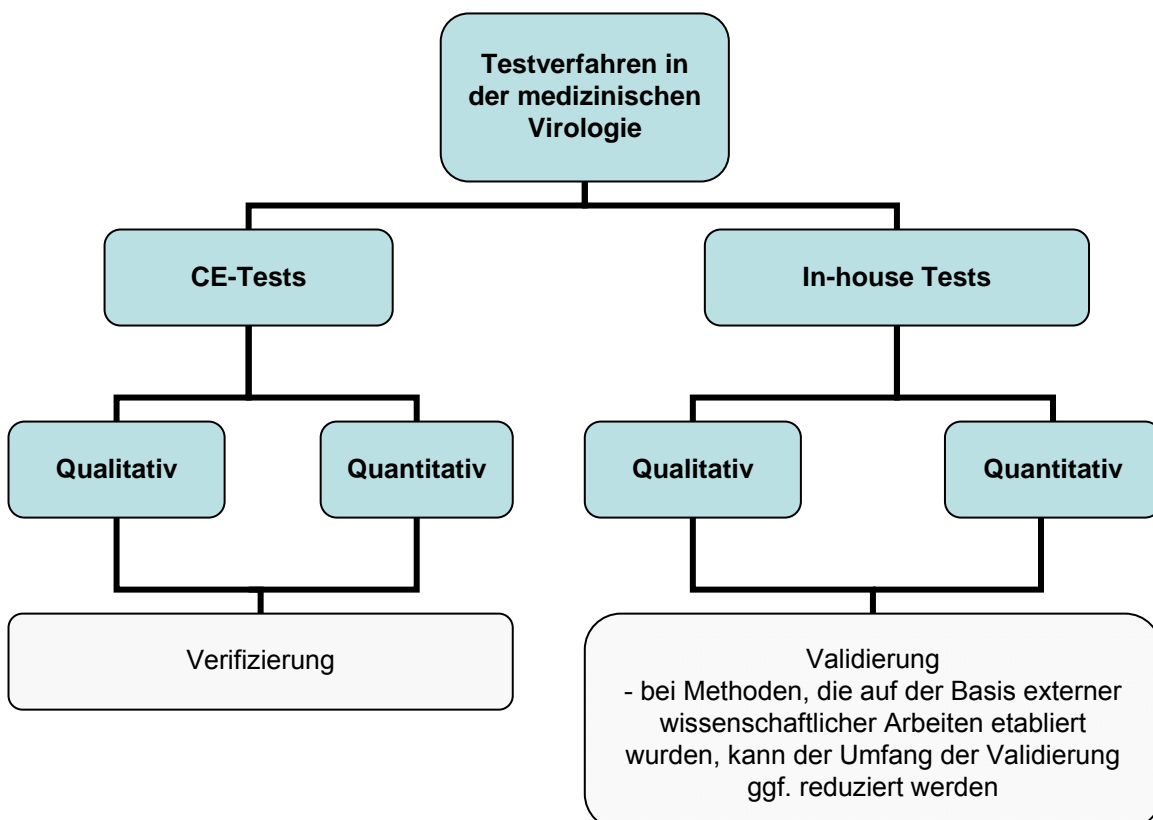 Testverfahren in
der medizinischen
Virologie
CE-Tests
In-house Tests
Qualitativ
Quantitativ
Qualitativ
Quantitativ
Verifizierung
Validierung
- bei Methoden, die auf der Basis externer
wissenschaftlicher Arbeiten etabliert
wurden, kann der Umfang der Validierung
ggf. reduziert werden